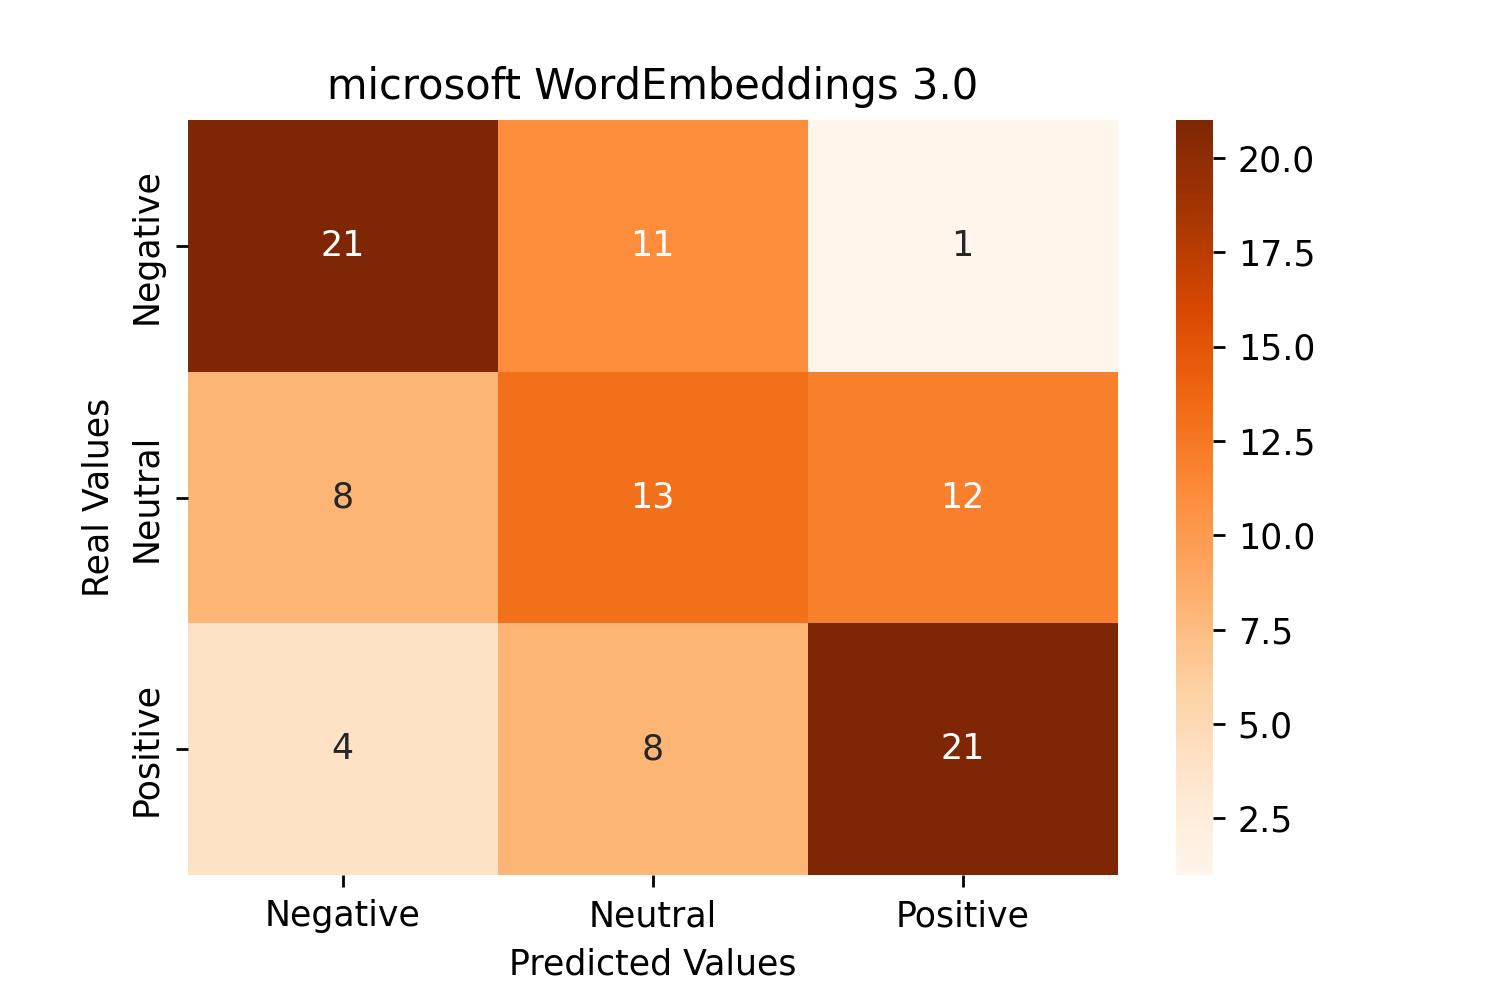 microsoft WordEmbeddings 3.0
Real Values
Negative
21 11 1
Neutral
8 13 12
Positive
4 8 21
Negative Neutral Positive
Predicted Values
20.0
17.5
15.0
12.5
10.0
7.5
5.0
2.5